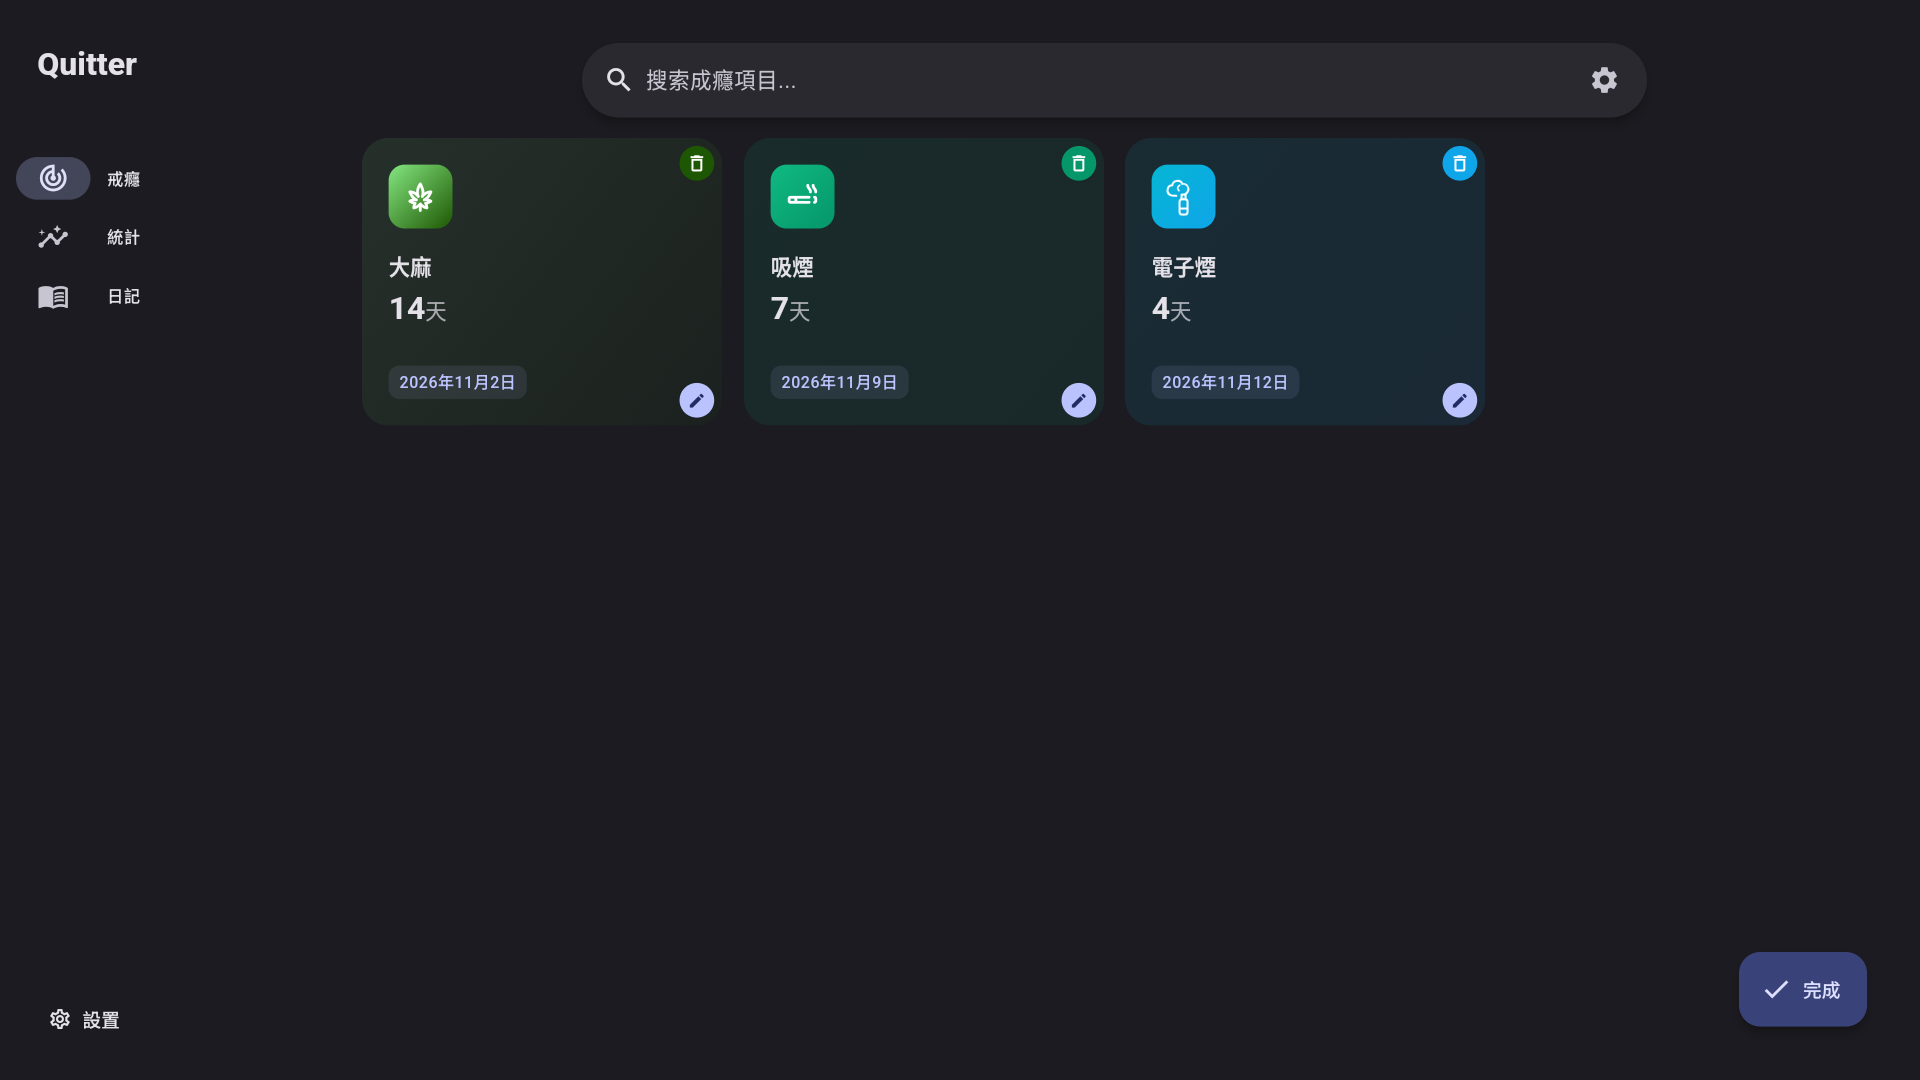 Quitter
搜索成癮項目...
戒癮
統計
日記
大麻
14天
2026年11月2日
吸煙
7天
2026年11月9日
電子煙
4天
2026年11月12日
設置
完成